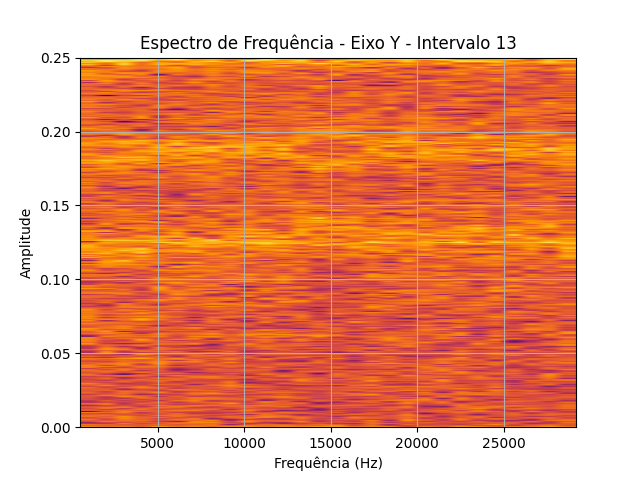 Espectro de Frequência - Eixo Y - Intervalo 13
0.25
0.20
0.15
0.10
0.05
0.00
Amplitude
5000 10000 15000 20000 25000
Frequência (Hz)